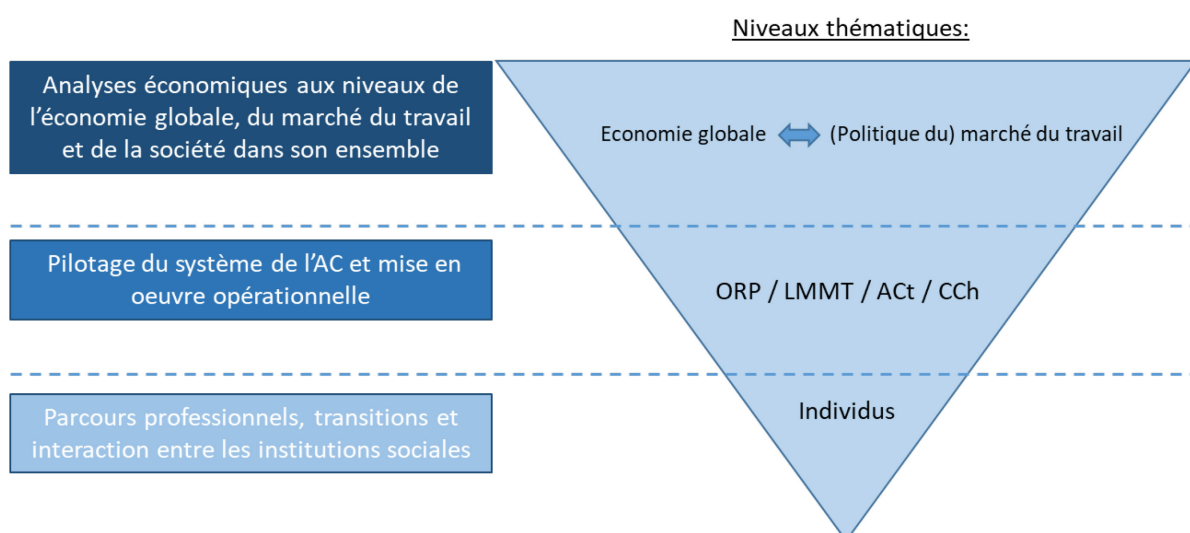 Niveaux thématiques:
Analyses économiques aux niveaux de
l’économie globale, du marché du travail
et de la société dans son ensemble
Economie globale (Politique du) marché du travail
Pilotage du système de l’AC et mise en
oeuvre opérationnelle
ORP / LMMT / ACt / CCh
Parcours professionnels, transitions et
interaction entre les institutions sociales
Individus